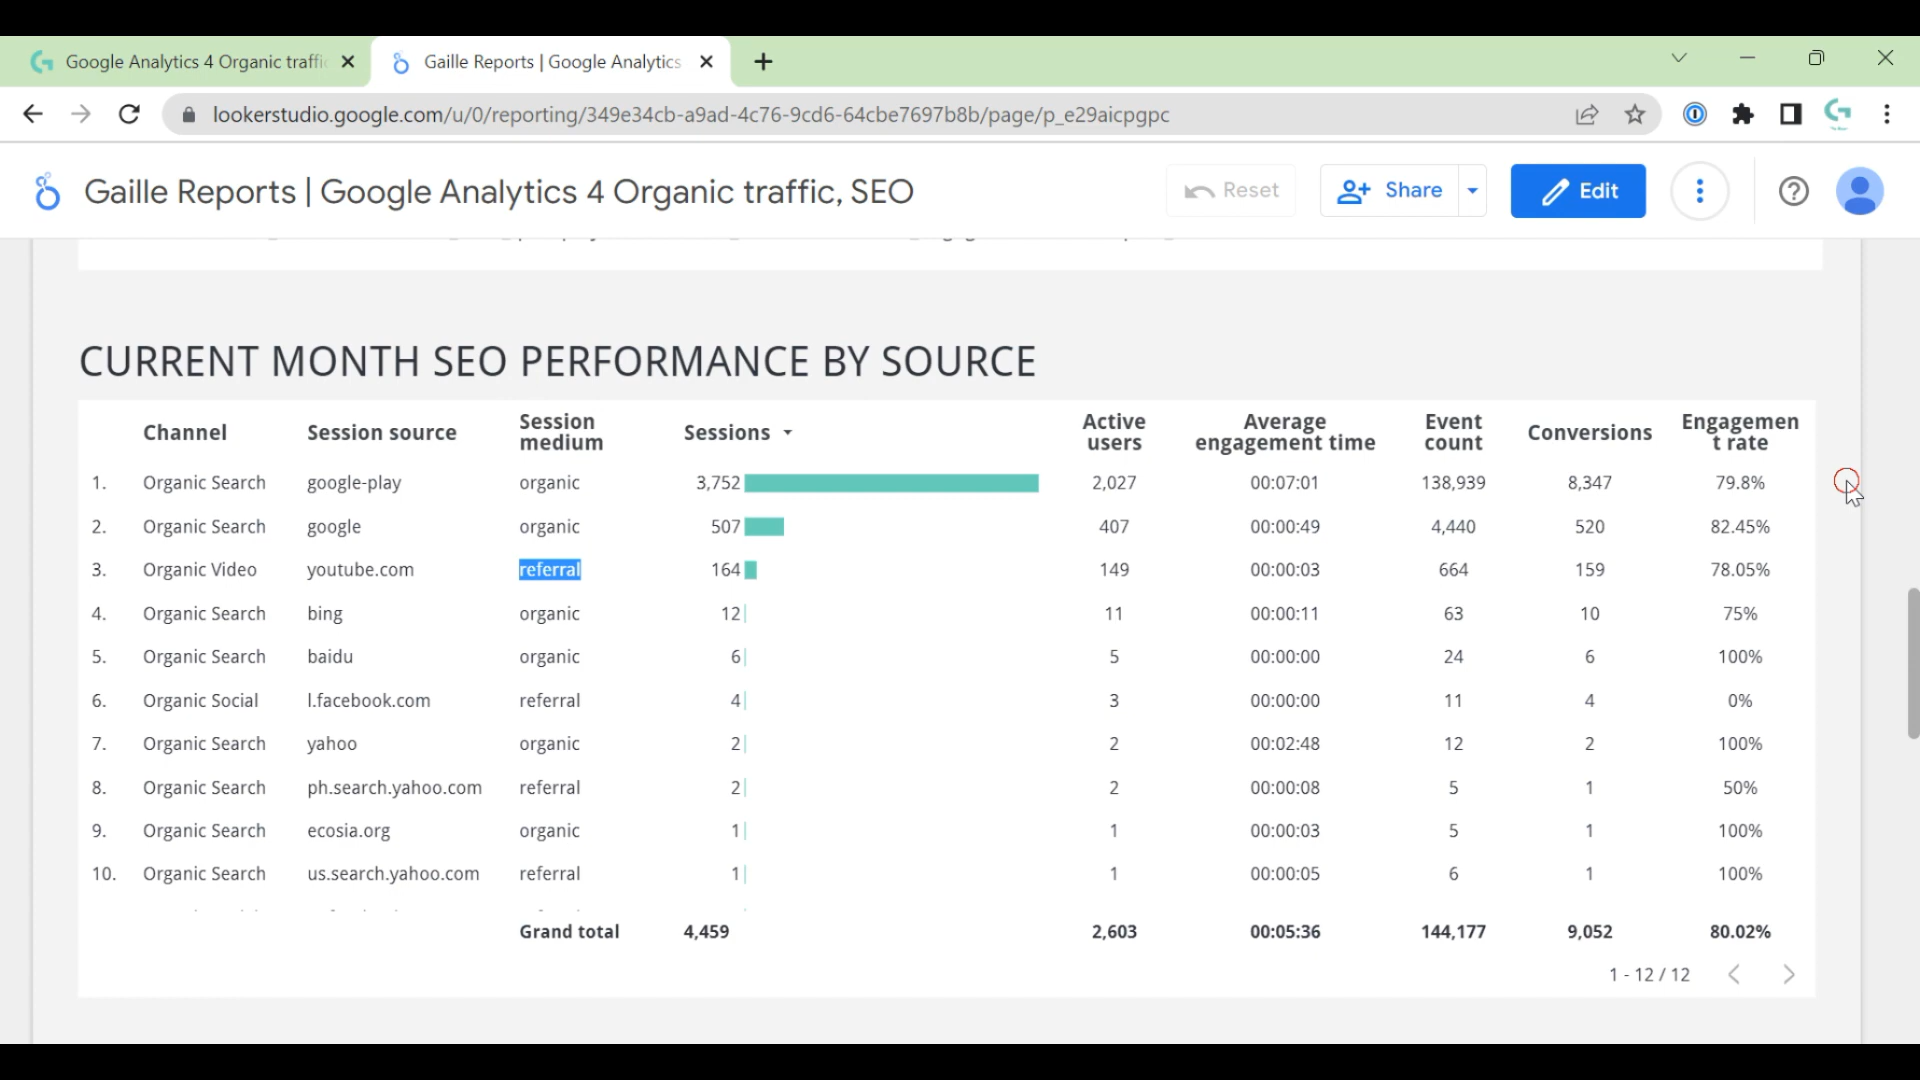 Google Analytics 4 Organic traffic
Gaille Reports | Google Analytics
lookerstudio.google.com/u/0/reporting/349e34cb-a9ad-4c76-9cd6-64cbe7697b8b/page/p_e29aicpgpc
Gaille Reports | Google Analytics 4 Organic traffic, SEO
Reset
Share
Edit
CURRENT MONTH SEO PERFORMANCE BY SOURCE
Channel Session source Session medium Sessions Active users Average engagement time Event count Conversions Engagemen t rate
1. Organic Search google-play organic 3,752 2,027 00:07:01 138,939 8,347 79.8%
2. Organic Search google organic 507 407 00:00:49 4,440 520 82.45%
3. Organic Video youtube.com referral 164 149 00:00:03 664 159 78.05%
4. Organic Search bing organic 12 11 00:00:11 63 10 75%
5. Organic Search baidu organic 6 5 00:00:00 24 6 100%
6. Organic Social l.facebook.com referral 4 3 00:00:00 11 4 0%
7. Organic Search yahoo organic 2 2 00:02:48 12 2 100%
8. Organic Search ph.search.yahoo.com referral 2 2 00:00:08 5 1 50%
9. Organic Search ecosia.org organic 1 1 00:00:03 5 1 100%
10. Organic Search us.search.yahoo.com referral 1 1 00:00:05 6 1 100%
Grand total 4,459 2,603 00:05:36 144,177 9,052 80.02%
1 - 12 / 12